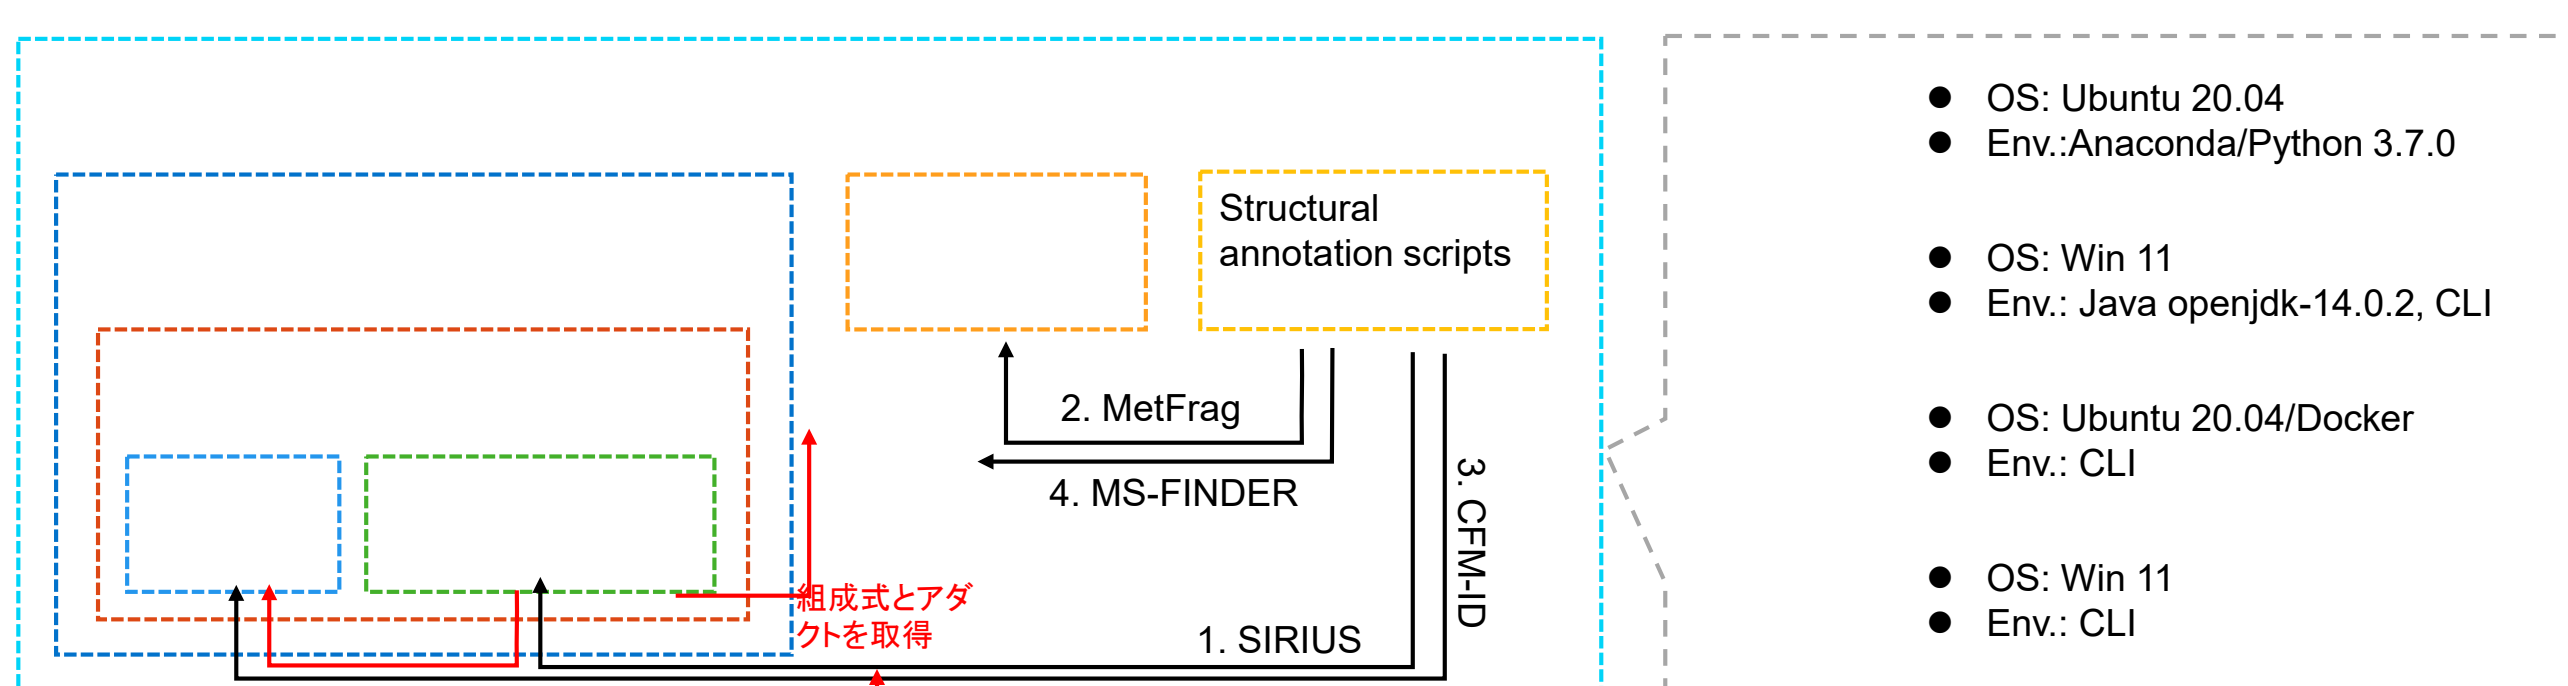 Structural
annotation scripts
2. MetFrag
4. MS-FINDER
3. CFM-ID
組成式とアダ
クトを取得
1. SIRIUS
● OS: Ubuntu 20.04
● Env.:Anaconda/Python 3.7.0
● OS: Win 11
● Env.: Java openjdk-14.0.2, CLI
● OS: Ubuntu 20.04/Docker
● Env.: CLI
● OS: Win 11
● Env.: CLI